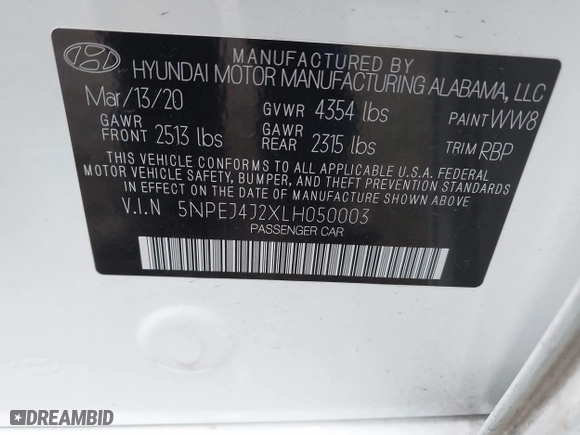 MANUFACTURED BY
HYUNDAI MOTOR MANUFACTURING ALABAMA, LLC
Mar/13/20 GVWR 4354 lbs PAINT WW8
GAWR FRONT 2513 lbs GAWR REAR 2315 lbs TRIM RBP
THIS VEHICLE CONFORMS TO ALL APPLICABLE U.S.A. FEDERAL
MOTOR VEHICLE SAFETY, BUMPER, AND THEFT PREVENTION STANDARDS
IN EFFECT ON THE DATE OF MANUFACTURE SHOWN ABOVE.
V.I.N 5NPEJ4J2XLH050003
PASSENGER CAR
DREAMBID